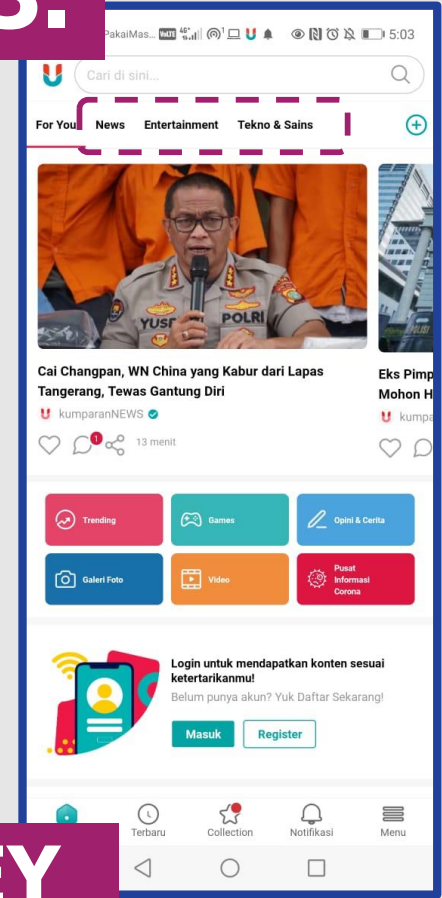 S.
PakaiMas... VoLTE 46+ 5:03
Cari di sini...
For You News Entertainment Tekno & Sains
POLRI
Cai Changpan, WN China yang Kabur dari Lapas
Tangerang, Tewas Gantung Diri
kumparanNEWS
1 13 menit
Eks Pimp
Mohon H
kumpa
Trending
Games
Opini & Cerita
Galeri Foto
Video
Pusat
Informasi
Corona
Login untuk mendapatkan konten sesuai
ketertarikanmu!
Belum punya akun? Yuk Daftar Sekarang!
Masuk Register
Terbaru Collection Notifikasi Menu
EY